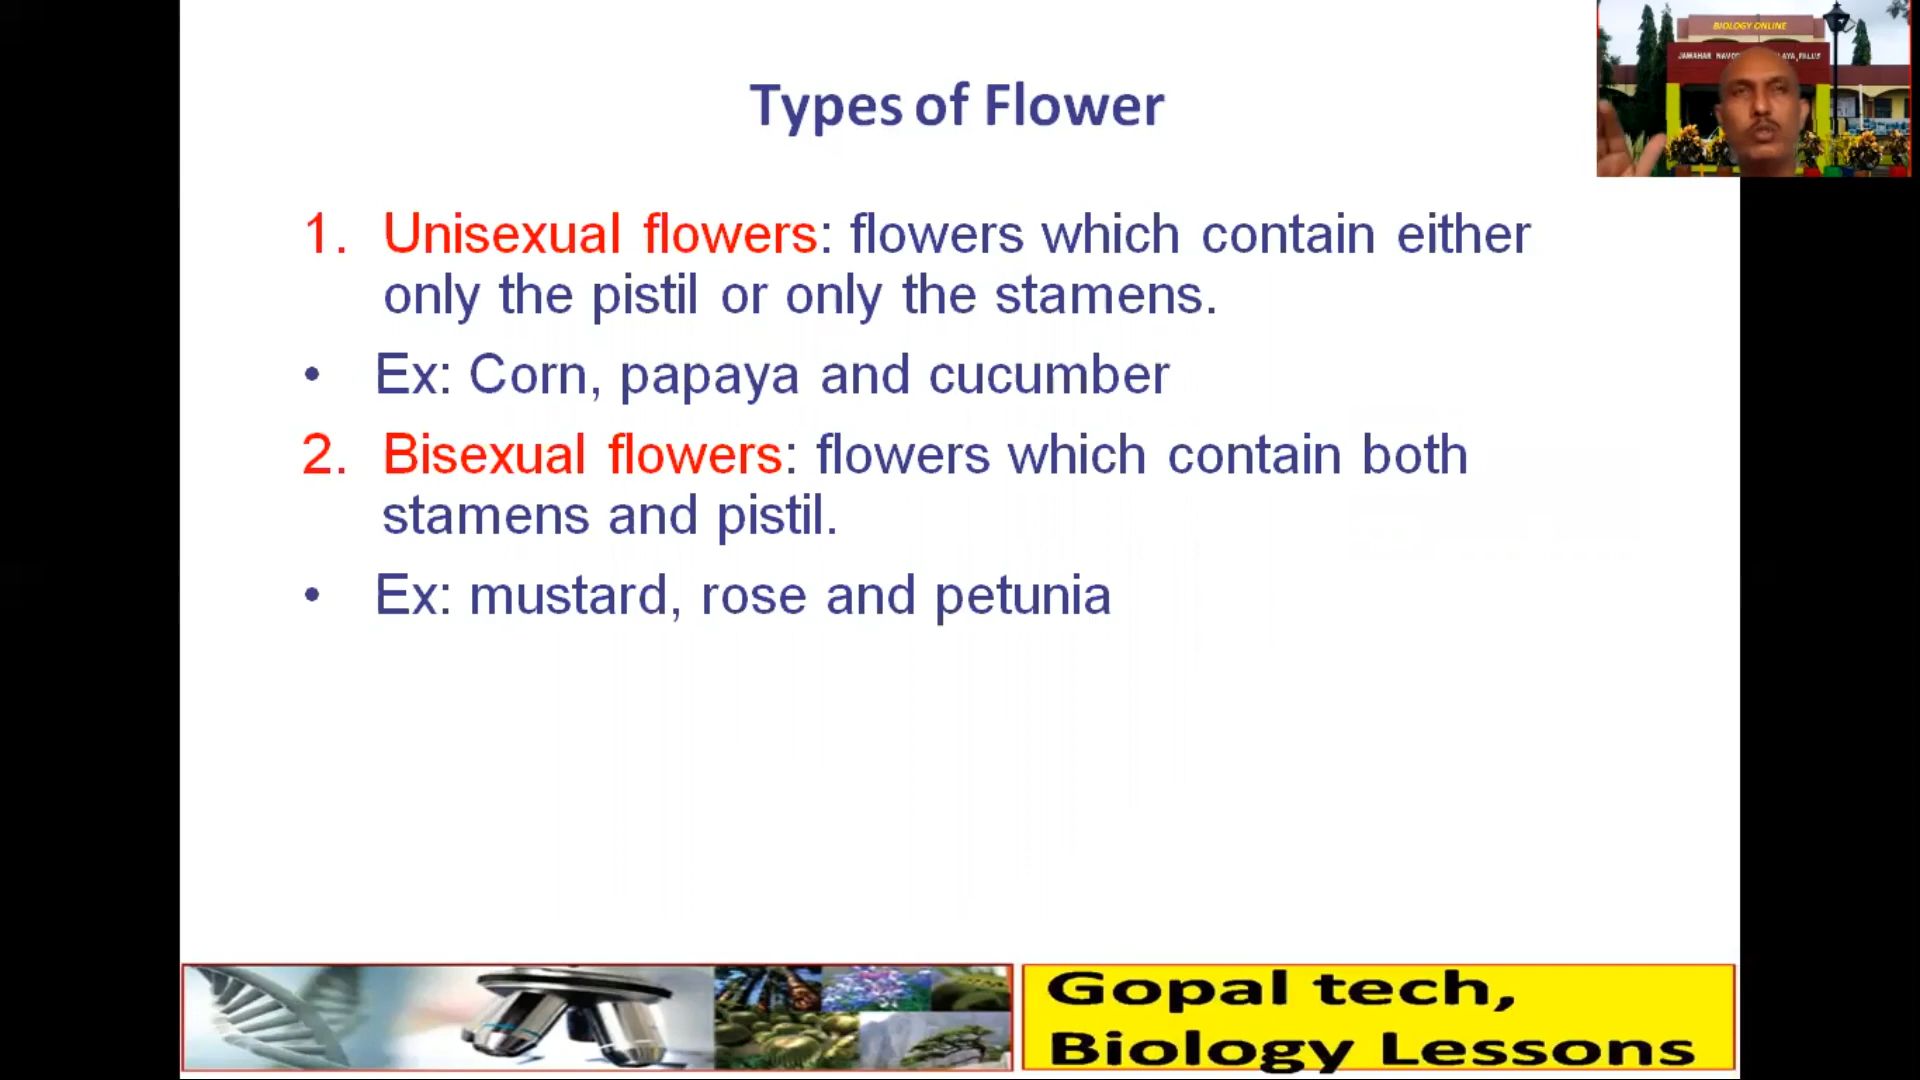 BIOLOGY ONLINE
JAWAHAR
Types of Flower
1. Unisexual flowers: flowers which contain either
only the pistil or only the stamens.
• Ex: Corn, papaya and cucumber
2. Bisexual flowers: flowers which contain both
stamens and pistil.
• Ex: mustard, rose and petunia
Gopal tech,
Biology Lessons